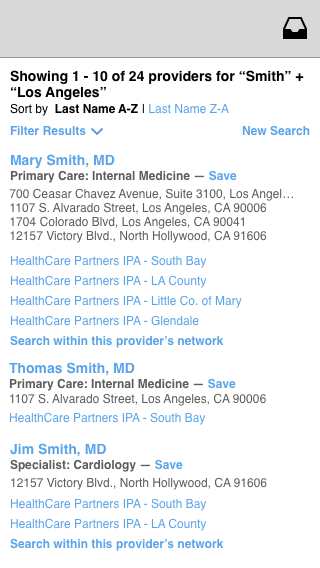 Showing 1 - 10 of 24 providers for “Smith” +
“Los Angeles”
Sort by Last Name A-Z | Last Name Z-A
Filter Results New Search
Mary Smith, MD
Primary Care: Internal Medicine — Save
700 Ceasar Chavez Avenue, Suite 3100, Los Angel…
1107 S. Alvarado Street, Los Angeles, CA 90006
1704 Colorado Blvd, Los Angeles, CA 90041
12157 Victory Blvd., North Hollywood, CA 91606
HealthCare Partners IPA - South Bay
HealthCare Partners IPA - LA County
HealthCare Partners IPA - Little Co. of Mary
HealthCare Partners IPA - Glendale
Search within this provider’s network
Thomas Smith, MD
Primary Care: Internal Medicine — Save
1107 S. Alvarado Street, Los Angeles, CA 90006
HealthCare Partners IPA - South Bay
Jim Smith, MD
Specialist: Cardiology — Save
12157 Victory Blvd., North Hollywood, CA 91606
HealthCare Partners IPA - South Bay
HealthCare Partners IPA - LA County
Search within this provider’s network